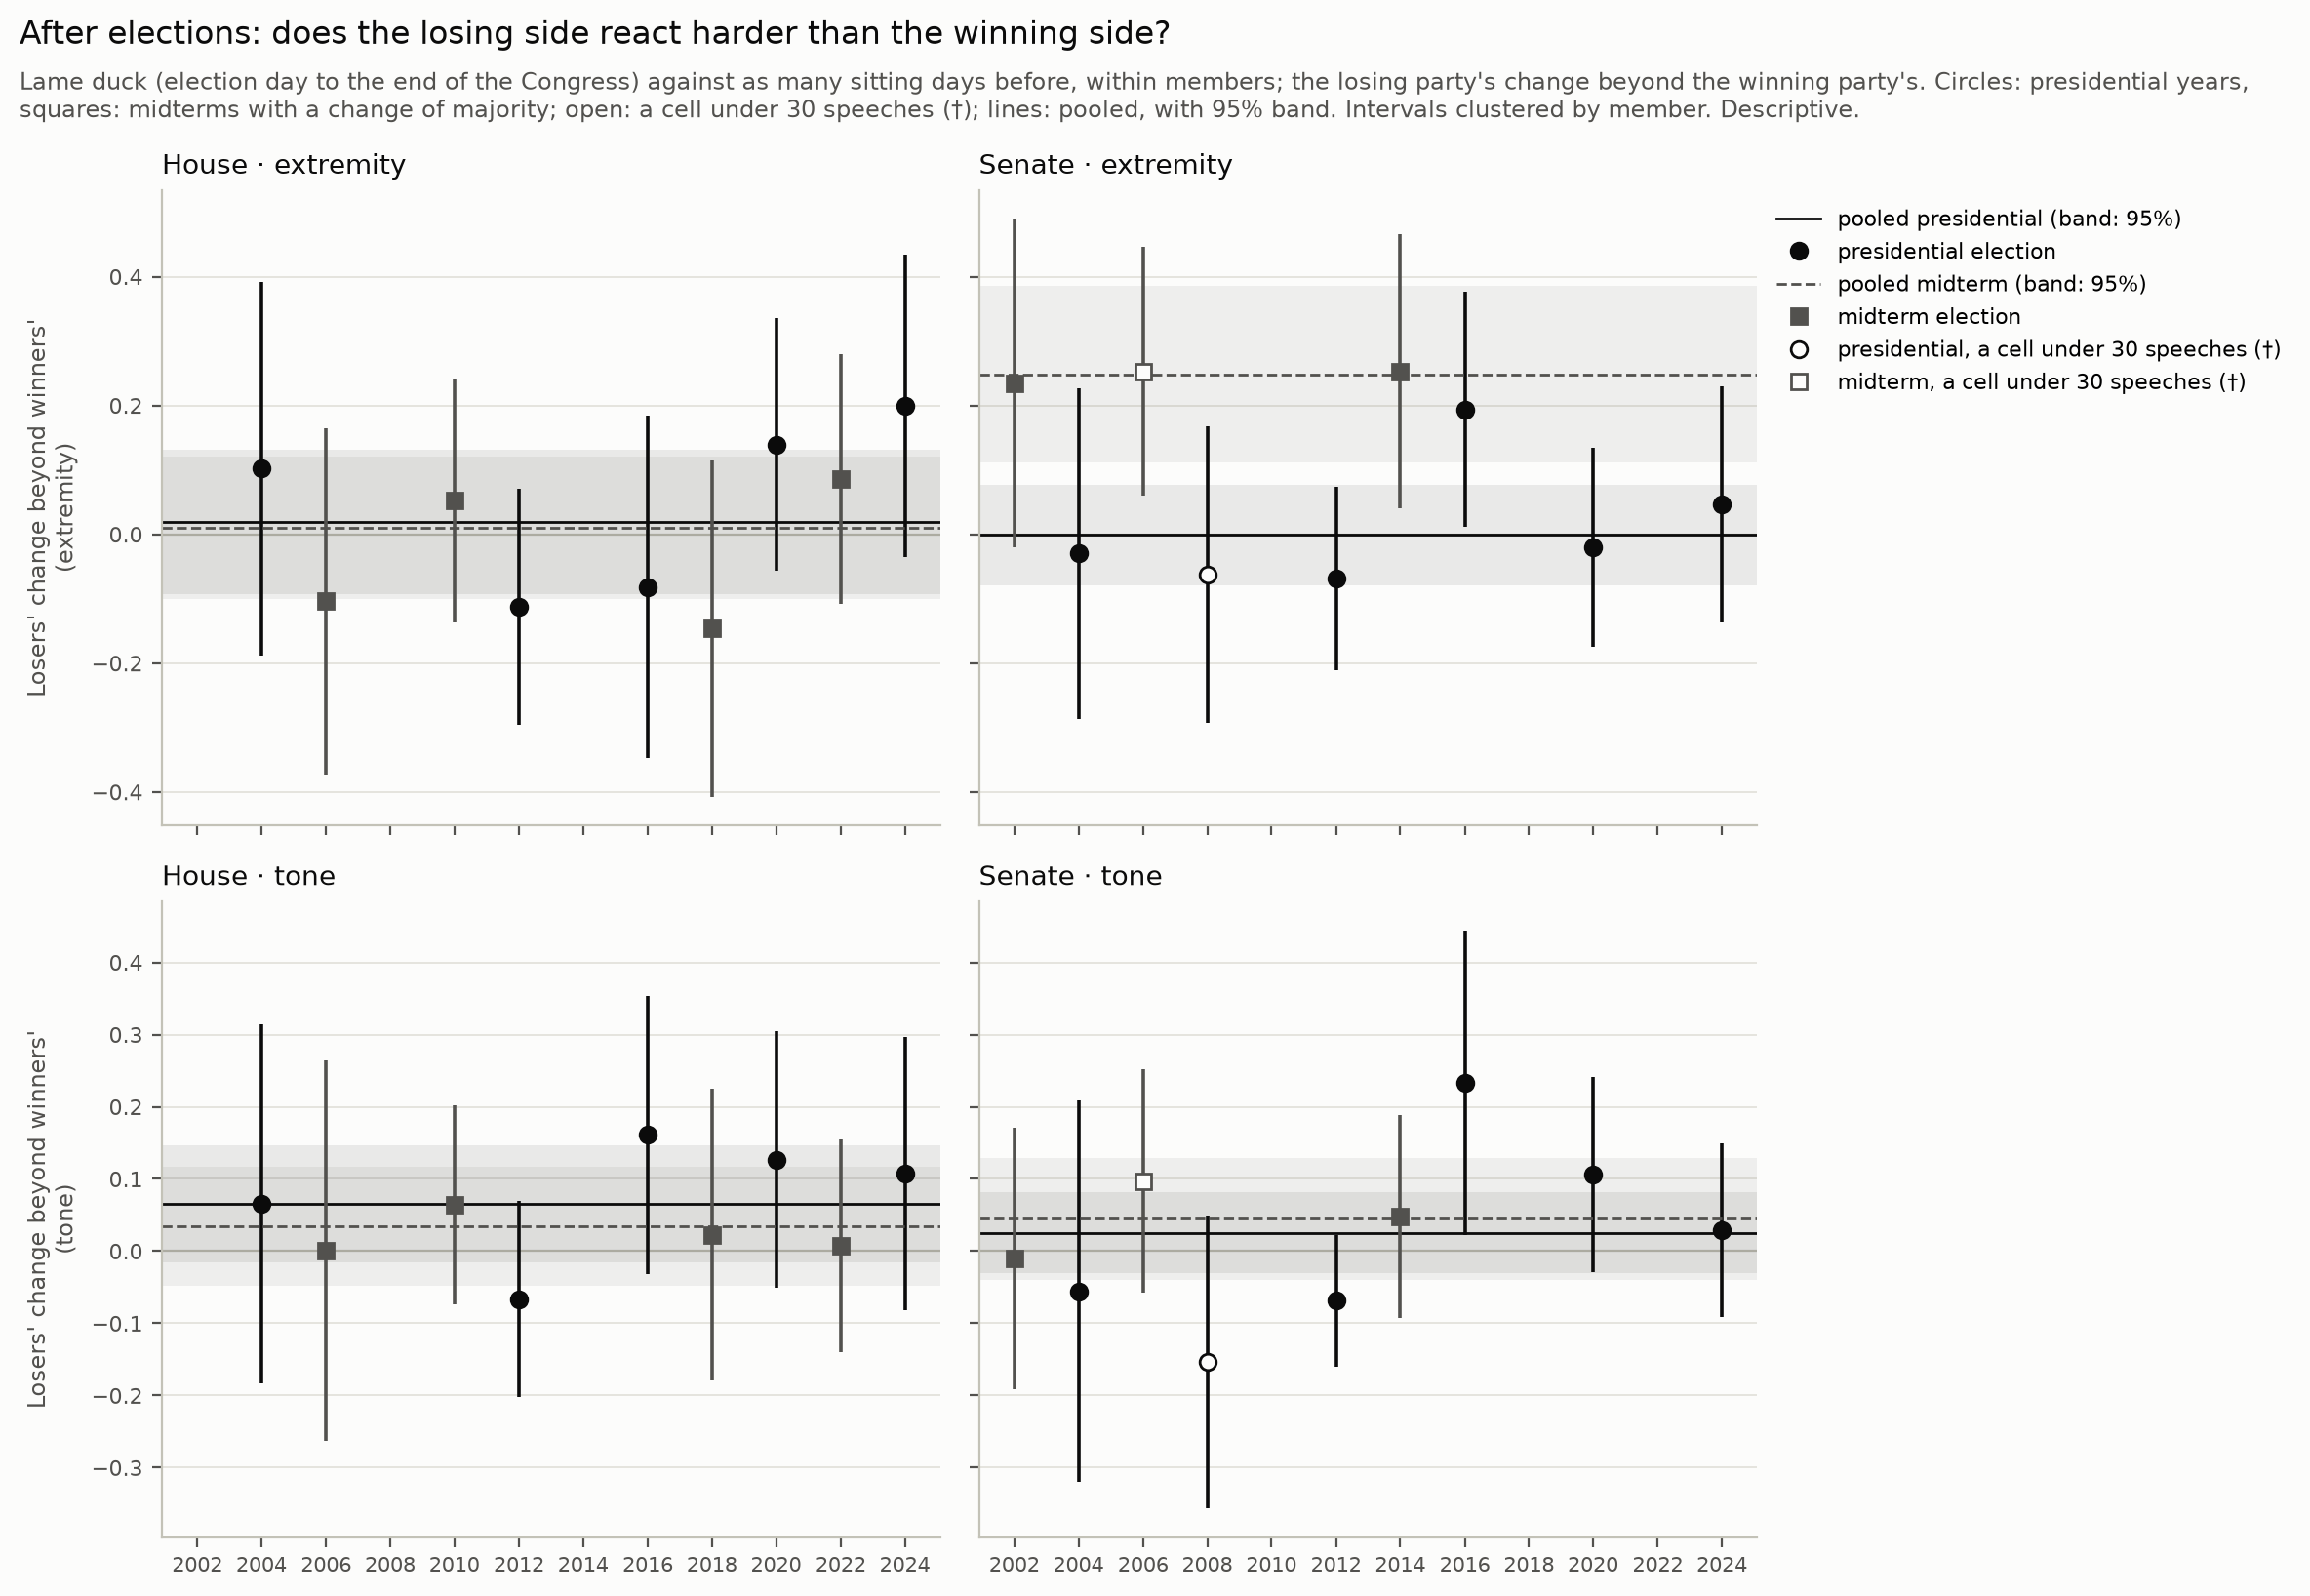 After elections: does the losing side react harder than the winning side?
Lame duck (election day to the end of the Congress) against as many sitting days before, within members; the losing party's change beyond the winning party's. Circles: presidential years,
squares: midterms with a change of majority; open: a cell under 30 speeches (†); lines: pooled, with 95% band. Intervals clustered by member. Descriptive.
House · extremity
Senate · extremity
Losers' change beyond winners'
(extremity)
0.4
0.2
0.0
−0.2
−0.4
pooled presidential (band: 95%)
presidential election
pooled midterm (band: 95%)
midterm election
presidential, a cell under 30 speeches (†)
midterm, a cell under 30 speeches (†)
House · tone
Senate · tone
Losers' change beyond winners'
(tone)
0.4
0.3
0.2
0.1
0.0
−0.1
−0.2
−0.3
2002 2004 2006 2008 2010 2012 2014 2016 2018 2020 2022 2024
2002 2004 2006 2008 2010 2012 2014 2016 2018 2020 2022 2024